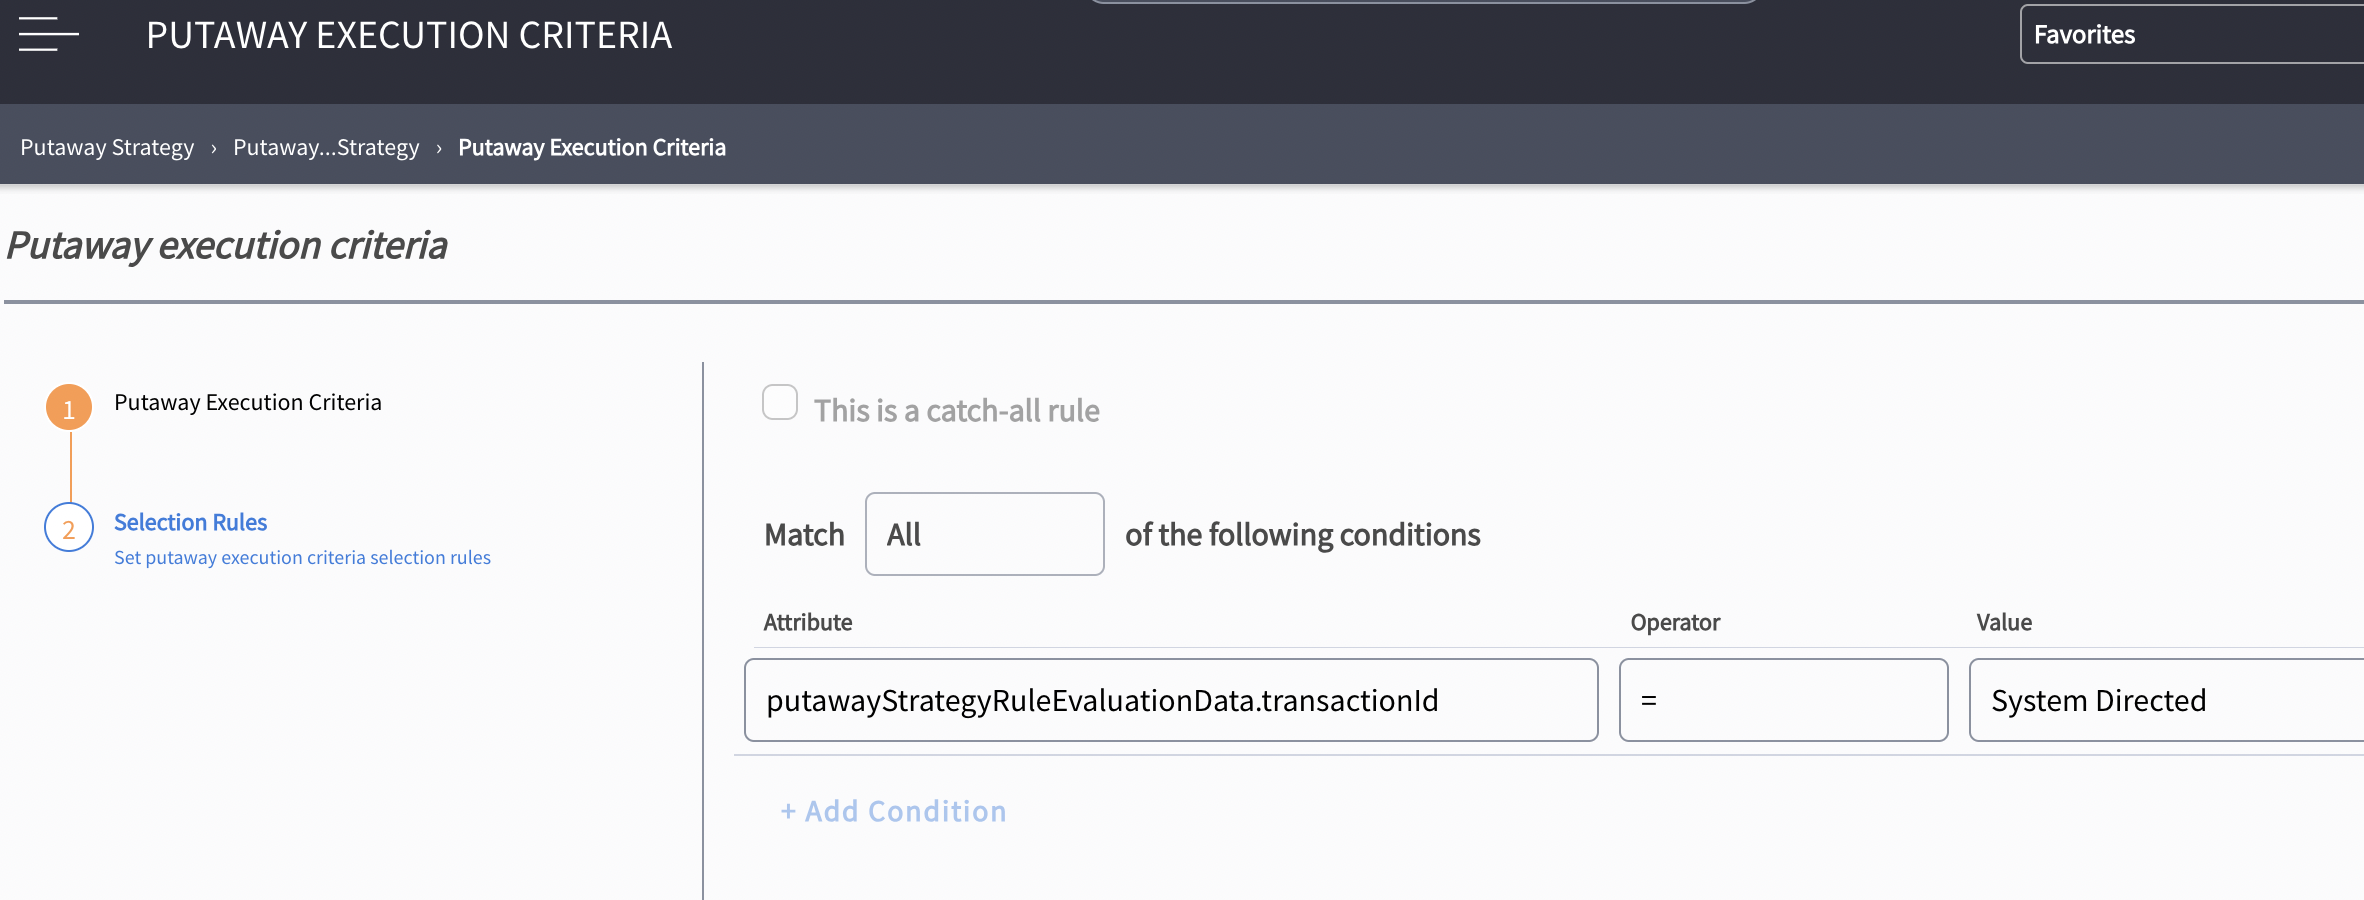 PUTAWAY EXECUTION CRITERIA
Favorites
Putaway Strategy › Putaway...Strategy › Putaway Execution Criteria
Putaway execution criteria
1 Putaway Execution Criteria
This is a catch-all rule
2 Selection Rules
Set putaway execution criteria selection rules
Match All of the following conditions
Attribute Operator Value
putawayStrategyRuleEvaluationData.transactionId = System Directed
+ Add Condition